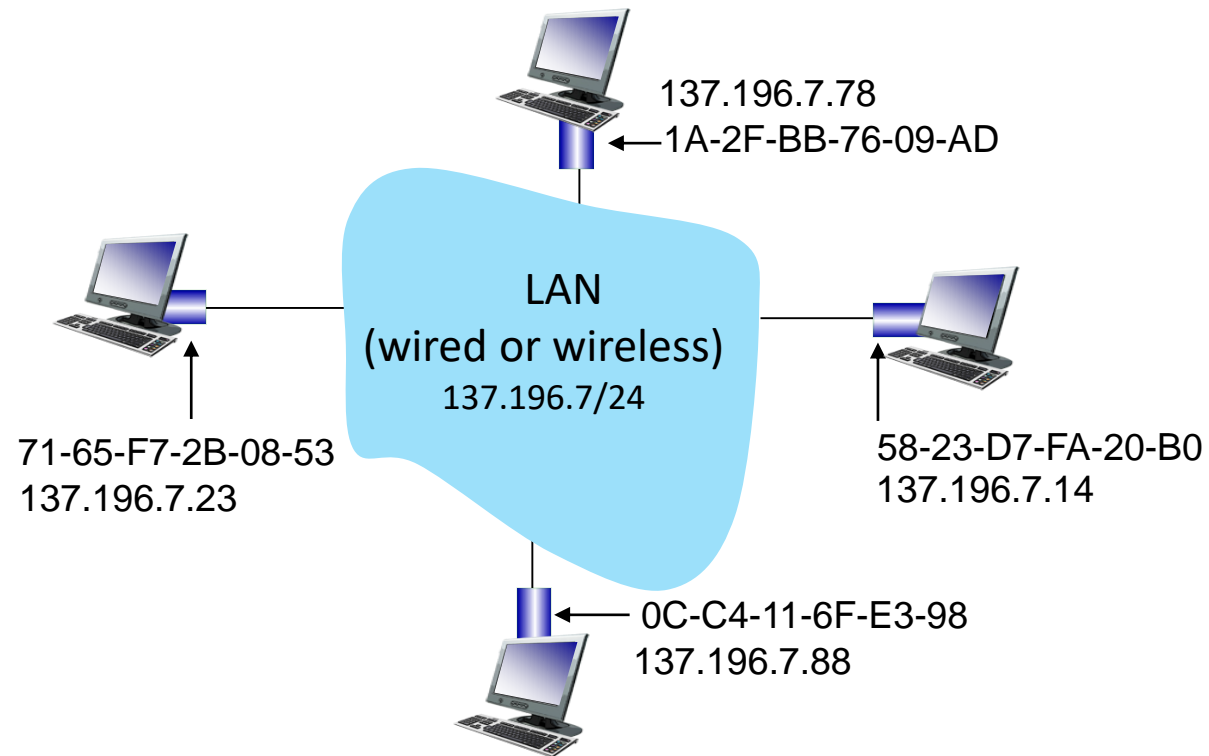 137.196.7.78
1A-2F-BB-76-09-AD
LAN
(wired or wireless)
137.196.7/24
71-65-F7-2B-08-53
137.196.7.23
58-23-D7-FA-20-B0
137.196.7.14
0C-C4-11-6F-E3-98
137.196.7.88